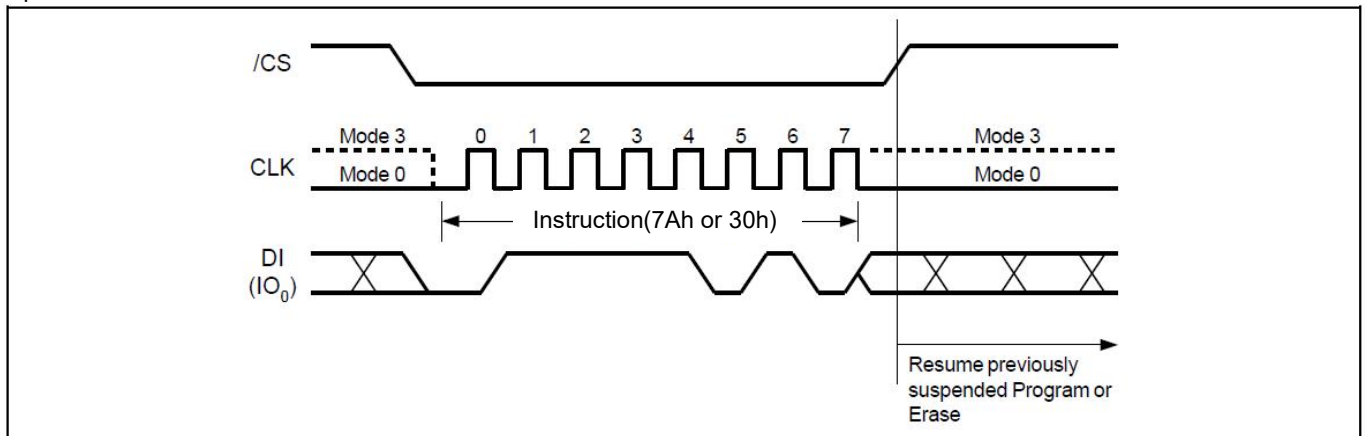 /CS
Mode 3 0 1 2 3 4 5 6 7 Mode 3
CLK
Mode 0 Mode 0
Instruction(7Ah or 30h)
DI
(IO₀)
Resume previously
suspended Program or
Erase